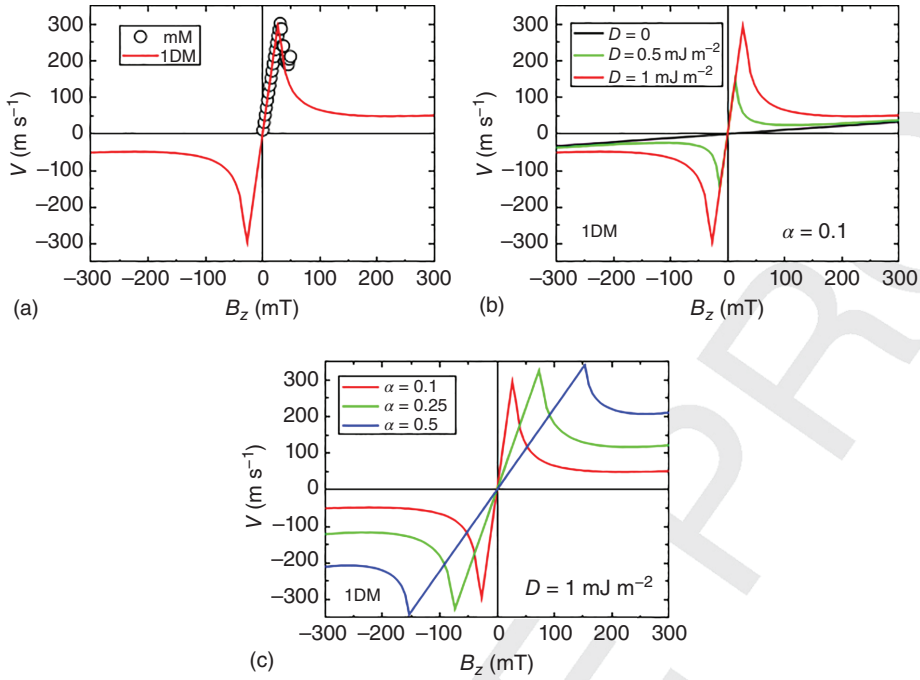 300
200
100
0
−100
−200
−300
V (m s⁻¹)
mM
1DM
−300 −200 −100 0 100 200 300
B_z (mT)
(a)
300
200
100
0
−100
−200
−300
V (m s⁻¹)
D = 0
D = 0.5 mJ m⁻²
D = 1 mJ m⁻²
1DM
α = 0.1
−300 −200 −100 0 100 200 300
B_z (mT)
(b)
300
200
100
0
−100
−200
−300
V (m s⁻¹)
α = 0.1
α = 0.25
α = 0.5
1DM
D = 1 mJ m⁻²
−300 −200 −100 0 100 200 300
B_z (mT)
(c)